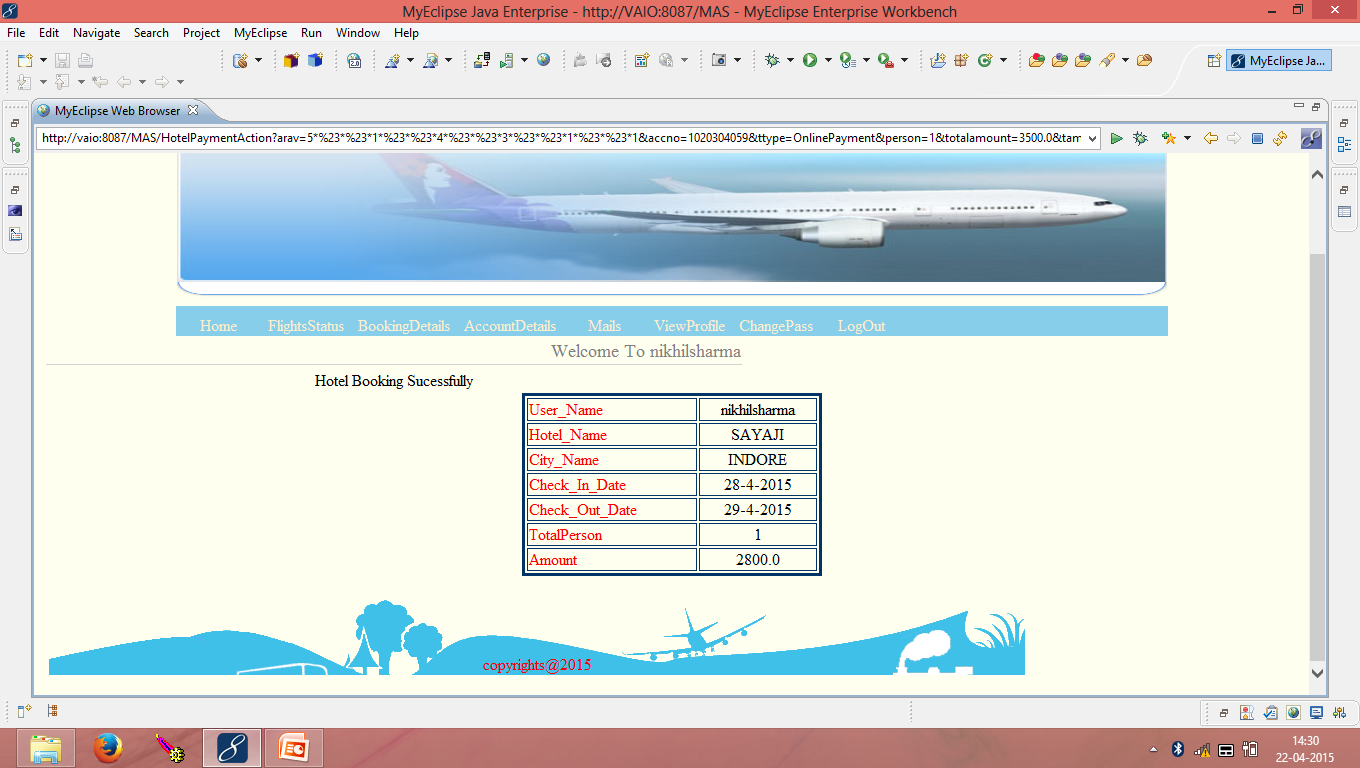 MyEclipse Java Enterprise - http://VAIO:8087/MAS - MyEclipse Enterprise Workbench
File Edit Navigate Search Project MyEclipse Run Window Help
MyEclipse Ja...
MyEclipse Web Browser
http://vaio:8087/MAS/HotelPaymentAction?arav=5*%23*%23*1*%23*%23*4*%23*%23*3*%23*%23*1*%23*%23*1&accno=1020304059&ttype=OnlinePayment&person=1&totalamount=3500.0&tam
Home FlightsStatus BookingDetails AccountDetails Mails ViewProfile ChangePass LogOut
Welcome To nikhilsharma
Hotel Booking Sucessfully
User_Name nikhilsharma
Hotel_Name SAYAJI
City_Name INDORE
Check_In_Date 28-4-2015
Check_Out_Date 29-4-2015
TotalPerson 1
Amount 2800.0
copyrights@2015
14:30
22-04-2015